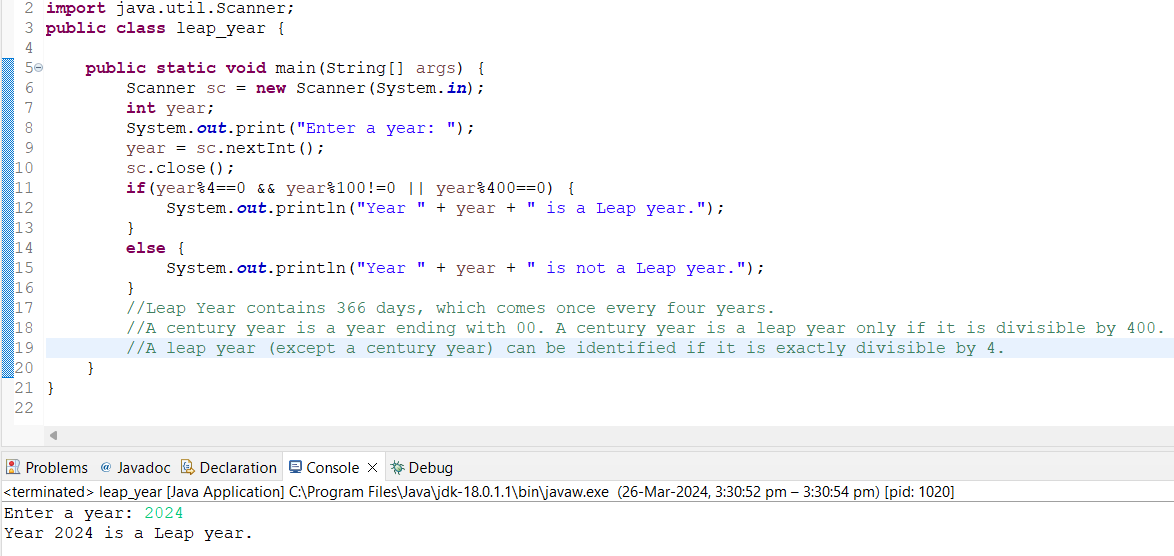 2 import java.util.Scanner;
3 public class leap_year {
4
5 public static void main(String[] args) {
6 Scanner sc = new Scanner(System.in);
7 int year;
8 System.out.print("Enter a year: ");
9 year = sc.nextInt();
10 sc.close();
11 if(year%4==0 && year%100!=0 || year%400==0) {
12 System.out.println("Year " + year + " is a Leap year.");
13 }
14 else {
15 System.out.println("Year " + year + " is not a Leap year.");
16 }
17 //Leap Year contains 366 days, which comes once every four years.
18 //A century year is a year ending with 00. A century year is a leap year only if it is divisible by 400.
19 //A leap year (except a century year) can be identified if it is exactly divisible by 4.
20 }
21 }
22
Problems @ Javadoc Declaration Console Debug
<terminated> leap_year [Java Application] C:\Program Files\Java\jdk-18.0.1.1\bin\javaw.exe (26-Mar-2024, 3:30:52 pm – 3:30:54 pm) [pid: 1020]
Enter a year: 2024
Year 2024 is a Leap year.